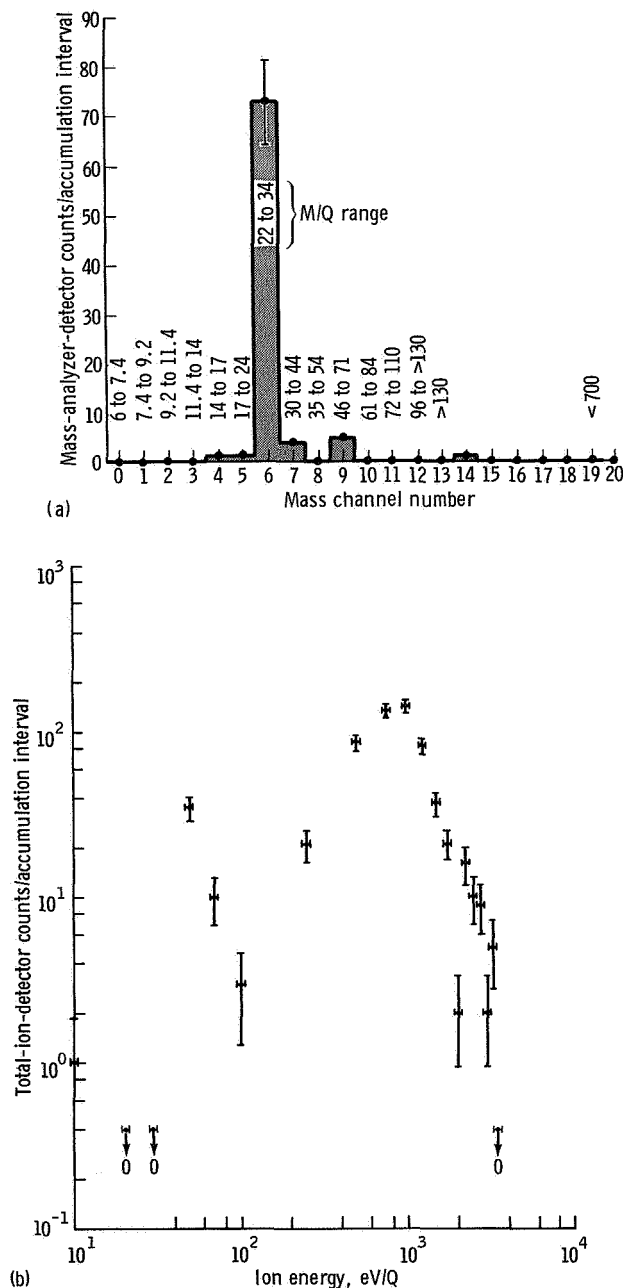 Mass-analyzer-detector counts/accumulation interval
90
80
70
60
50
40
30
20
10
0
22 to 34
M/Q range
6 to 7.4
7.4 to 9.2
9.2 to 11.4
11.4 to 14
14 to 17
17 to 24
30 to 44
35 to 54
46 to 71
61 to 84
72 to 110
96 to >130
>130
< 700
0 1 2 3 4 5 6 7 8 9 10 11 12 13 14 15 16 17 18 19 20
Mass channel number
(a)
Total-ion-detector counts/accumulation interval
10³
10²
10¹
10⁰
10⁻¹
0 0 0
10¹ 10² 10³ 10⁴
Ion energy, eV/Q
(b)